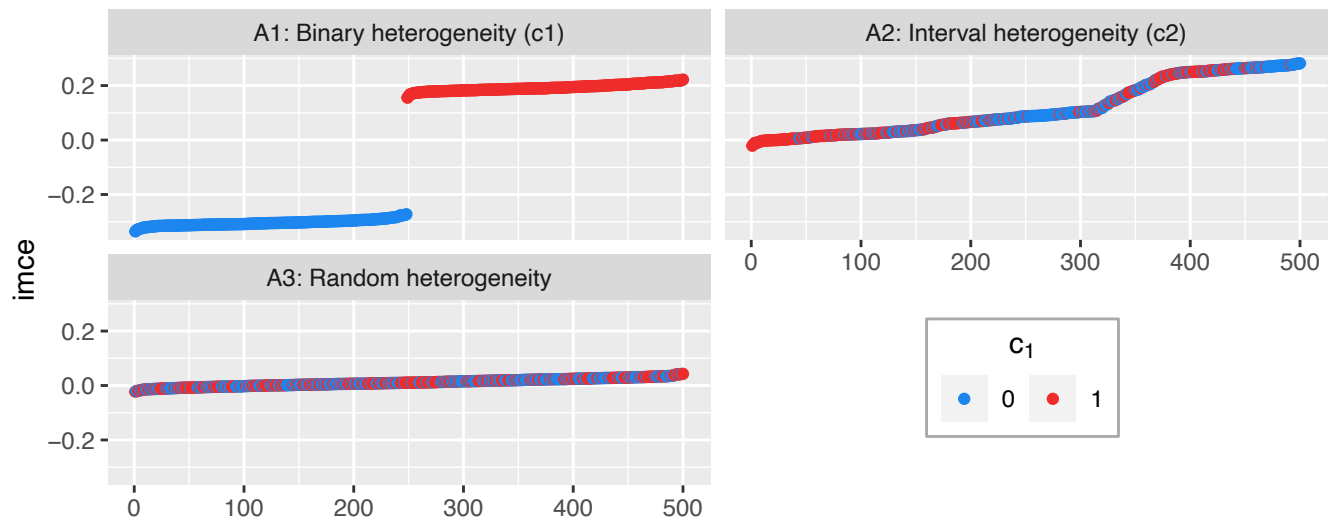 A1: Binary heterogeneity (c1)
A2: Interval heterogeneity (c2)
0.2
0.0
−0.2
0 100 200 300 400 500
A3: Random heterogeneity
imce
0.2
0.0
−0.2
0 100 200 300 400 500
c₁
0 1